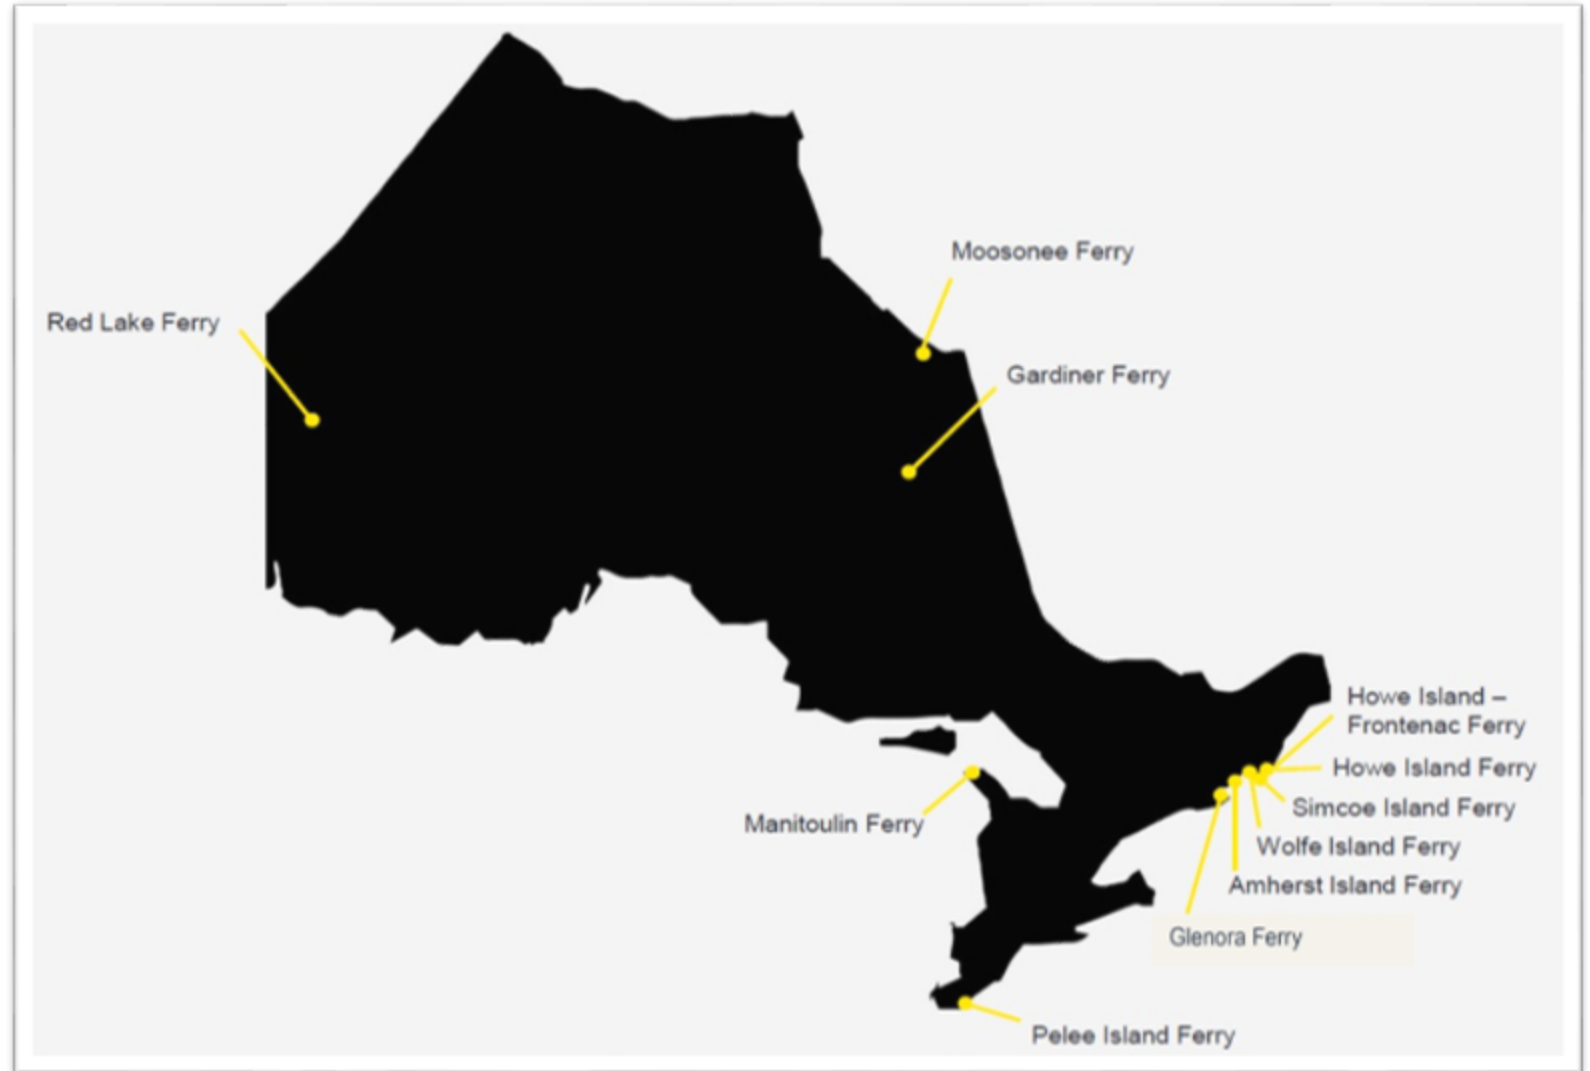 Moosonee Ferry
Red Lake Ferry
Gardiner Ferry
Howe Island –
Frontenac Ferry
Howe Island Ferry
Simcoe Island Ferry
Manitoulin Ferry
Wolfe Island Ferry
Amherst Island Ferry
Glenora Ferry
Pelee Island Ferry